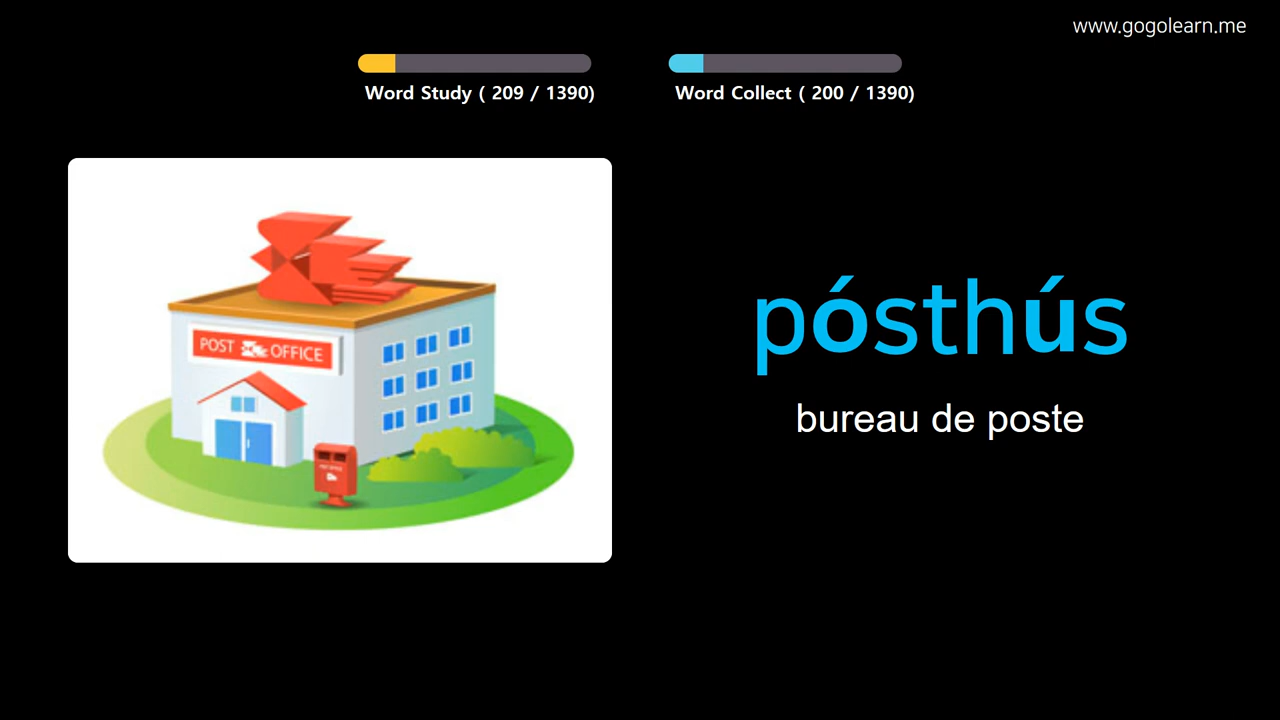 www.gogolearn.me
Word Study ( 209 / 1390)
Word Collect ( 200 / 1390)
POST OFFICE
pósthús
bureau de poste